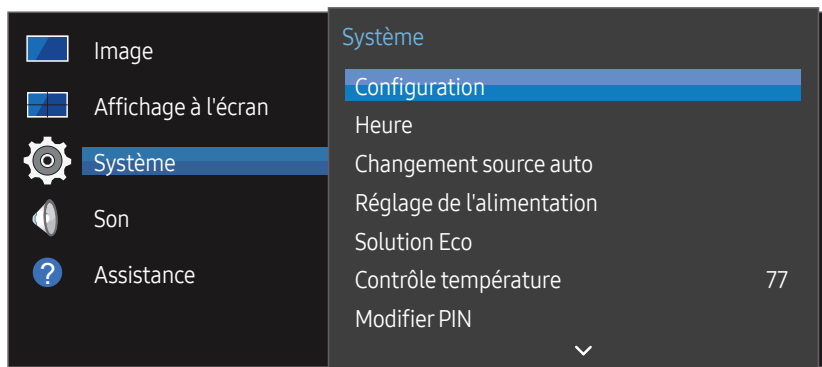 Image
Affichage à l'écran
Système
Son
?
Assistance
Système
Configuration
Heure
Changement source auto
Réglage de l'alimentation
Solution Eco
Contrôle température 77
Modifier PIN